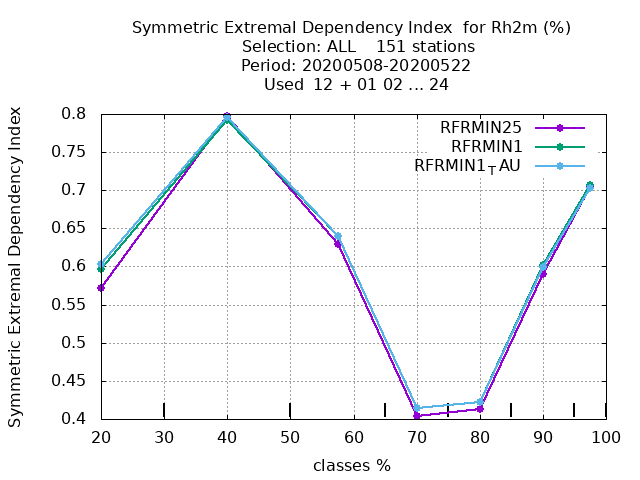 Symmetric Extremal Dependency Index  for Rh2m (%)
Selection: ALL    151 stations
Period: 20200508-20200522
Used  12 + 01 02 ... 24
Symmetric Extremal Dependency Index
0.8
0.75
0.7
0.65
0.6
0.55
0.5
0.45
0.4
RFRMIN25
RFRMIN1
RFRMIN1TAU
20 30 40 50 60 70 80 90 100
classes %